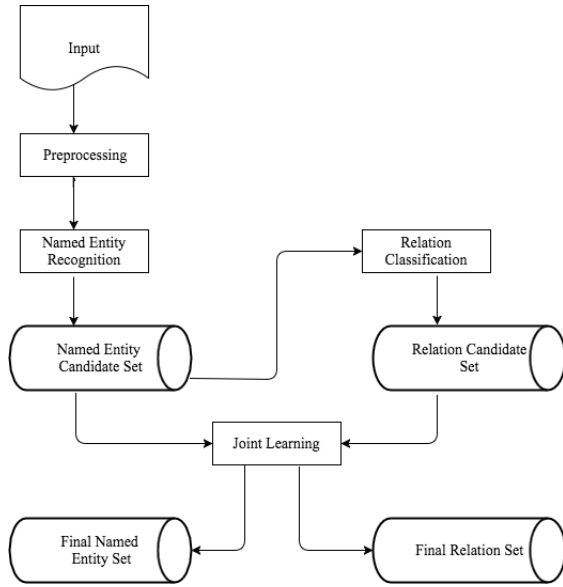 Input
Preprocessing
Named Entity
Recognition
Relation
Classification
Named Entity
Candidate Set
Relation Candidate
Set
Joint Learning
Final Named
Entity Set
Final Relation Set